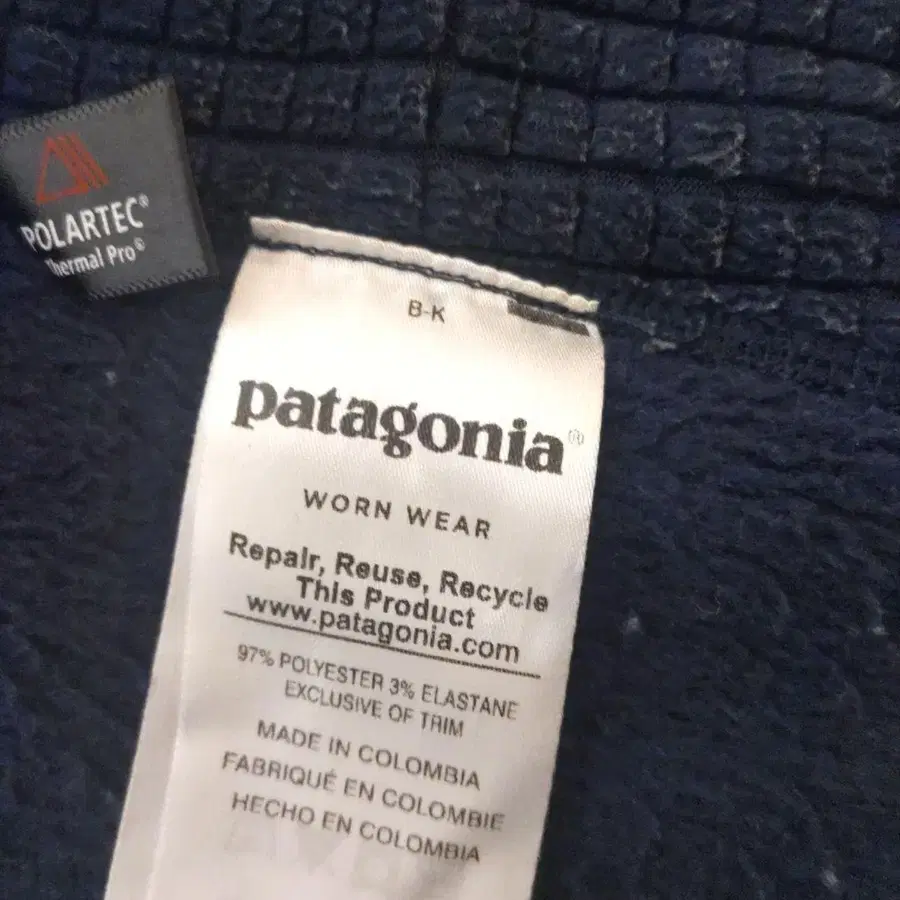 POLARTEC®
Thermal Pro®
B-K
patagonia®
WORN WEAR
Repair, Reuse, Recycle
This Product
www.patagonia.com
97% POLYESTER 3% ELASTANE
EXCLUSIVE OF TRIM
MADE IN COLOMBIA
FABRIQUÉ EN COLOMBIE
HECHO EN COLOMBIA